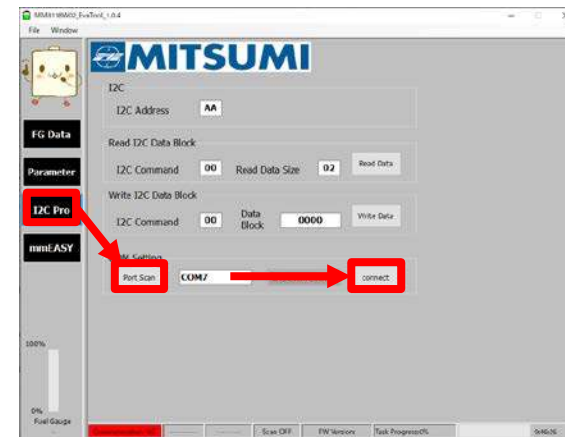 File Window
MITSUMI
I2C
I2C Address AA
FG Data
Read I2C Data Block
Parameter
I2C Command 00 Read Data Size 02 Read Data
Write I2C Data Block
I2C Pro
I2C Command 00 Data Block 0000 Write Data
mmEASY
Setting
Port Scan COM7 connect
100%
0%
Fuel Gauge
Scan OFF FW Version: Task Progress:0%